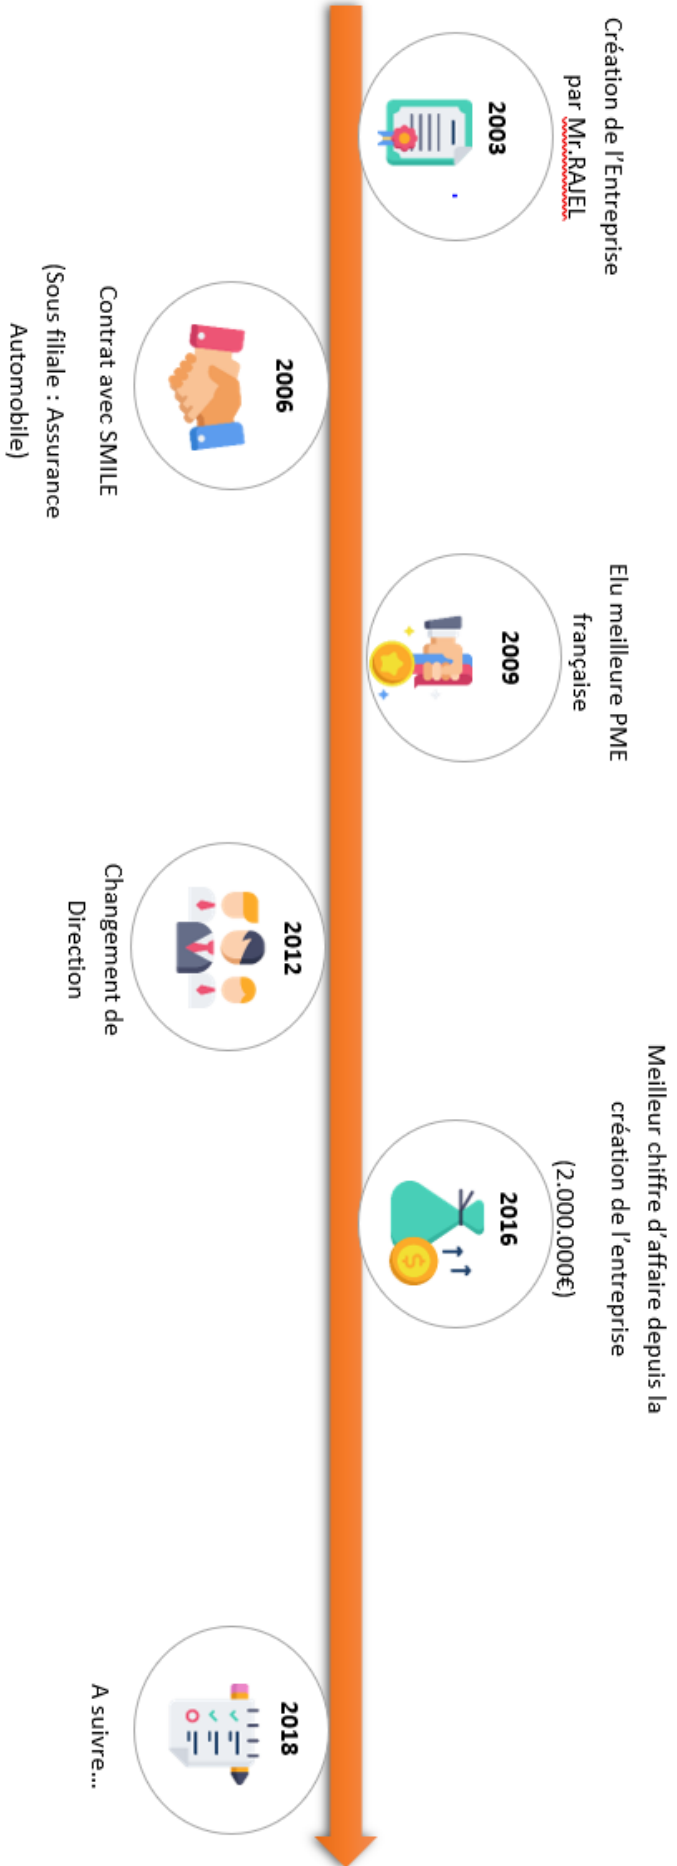 Création de l'Entreprise
par Mr.RAJEL
2003
2006
Contrat avec SMILE
(Sous filiale : Assurance
Automobile)
Elu meilleure PME
française
2009
2012
Changement de
Direction
Meilleur chiffre d'affaire depuis la
création de l'entreprise
(2.000.000€)
2016
2018
A suivre...